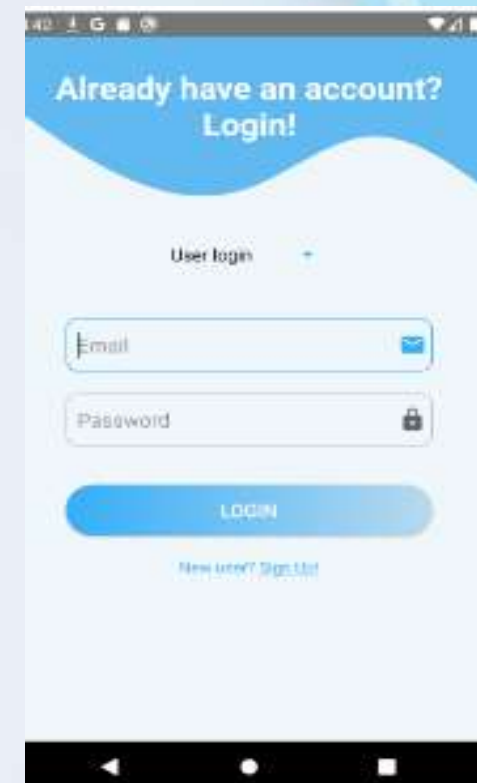 Already have an account?
Login!
User login
Email
Password
LOGIN
New user? Sign Up!